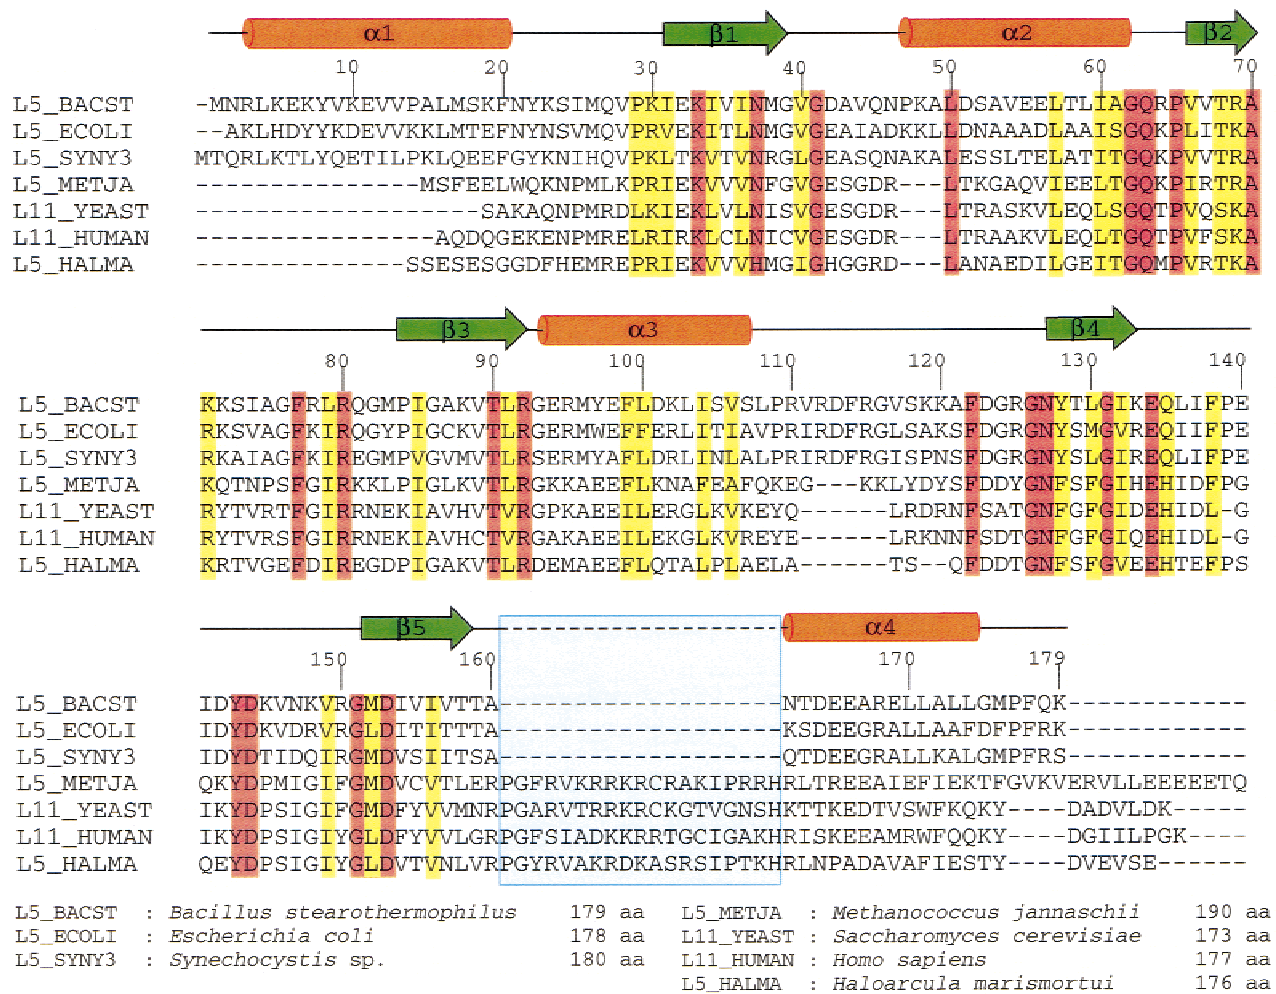 α1 β1 α2 β2
10 20 30 40 50 60 70
L5_BACST -MNRLKEKYVKEVVPALMSKFNYKSIMQVPKIEKIVINMGVGDAVQNPKALDSAVEELTLIAGQRPVVTRA
L5_ECOLI --AKLHDYYKDEVVKKLMTEFNYNSVMQVPRVEKITLNMGVGEAIADKKLLDNAAADLAAISGQKPLITKA
L5_SYNY3 MTQRLKTLYQETILPKLQEEFGYKNIHQVPKLTKVTVNRGLGEASQNAKALESSLTELATITGQKPVVTRA
L5_METJA ---------------MSFEELWQKNPMLKPRIEKVVVNFGVGESGDR---LTKGAQVIEELTGQKPIRTRA
L11_YEAST -------------------SAKAQNPMRDLKIEKLVLNISVGESGDR---LTRASKVLEQLSGQTPVQSKA
L11_HUMAN ----------------AQDQGEKENPMRELRIRKLCLNICVGESGDR---LTRAAKVLEQLTGQTPVFSKA
L5_HALMA --------------SSESESGGDFHEMREPRIEKVVVHMGIGHGGRD---LANAEDILGEITGQMPVRTKA
β3 α3 β4
80 90 100 110 120 130 140
L5_BACST KKSIAGFRLRQGMPIGAKVTLRGERMYEFLDKLISVSLPRVRDFRGVSKKAFDGRGNYTLGIKEQLIFPE
L5_ECOLI RKSVAGFKIRQGYPIGCKVTLRGERMWEFFERLITIAVPRIRDFRGLSAKSFDGRGNYSMGVREQIIFPE
L5_SYNY3 RKAIAGFKIREGMPVGVMVTLRSERMYAFLDRLINLALPRIRDFRGISPNSFDGRGNYSLGIREQLIFPE
L5_METJA KQTNPSFGIRKKLPIGLKVTLRGKKAEEFLKNAFEAFQKEG---KKLYDYSFDDYGNFSFGIHEHIDFPG
L11_YEAST RYTVRTFGIRRNEKIAVHVTVRGPKAEEILERGLKVKEYQ------LRDRNFSATGNFGFGIDEHIDL-G
L11_HUMAN RYTVRSFGIRRNEKIAVHCTVRGAKAEEILEKGLKVREYE------LRKNNFSDTGNFGFGIQEHIDL-G
L5_HALMA KRTVGEFDIREGDPIGAKVTLRDEMAEEFLQTALPLAELA------TS--QFDDTGNFSFGVEEHTEFPS
β5 α4
150 160 170 179
L5_BACST IDYDKVNKVRGMDIVIVTTA-------------------NTDEEARELLALLGMPFQK------------
L5_ECOLI IDYDKVDRVRGLDITITTTA-------------------KSDEEGRALLAAFDFPFRK------------
L5_SYNY3 IDYDTIDQIRGMDVSIITSA-------------------QTDEEGRALLKALGMPFRS------------
L5_METJA QKYDPMIGIFGMDVCVTLERPGFRVKRRKRCRAKIPRRHRLTREEAIEFIEKTFGVKVERVLLEEEEETQ
L11_YEAST IKYDPSIGIFGMDFYVVMNRPGARVTRRKRCKGTVGNSHKTTKEDTVSWFKQKY----DADVLDK-----
L11_HUMAN IKYDPSIGIYGLDFYVVLGRPGFSIADKKRRTGCIGAKHRISKEEAMRWFQQKY----DGIILPGK----
L5_HALMA QEYDPSIGIYGLDVTVNLVRPGYRVAKRDKASRSIPTKHRLNPADAVAFIESTY----DVEVSE------
L5_BACST : Bacillus stearothermophilus 179 aa L5_METJA : Methanococcus jannaschii 190 aa
L5_ECOLI : Escherichia coli 178 aa L11_YEAST : Saccharomyces cerevisiae 173 aa
L5_SYNY3 : Synechocystis sp. 180 aa L11_HUMAN : Homo sapiens 177 aa
L5_HALMA : Haloarcula marismortui 176 aa